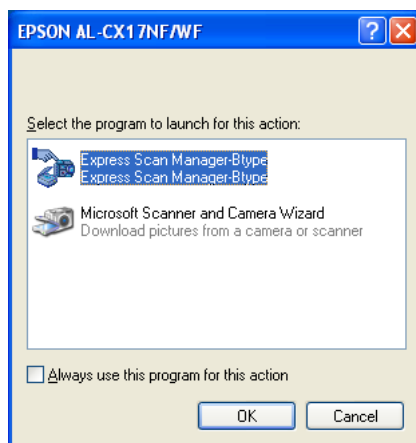 EPSON AL-CX17NF/WF
Select the program to launch for this action:
Express Scan Manager-Btype
Express Scan Manager-Btype
Microsoft Scanner and Camera Wizard
Download pictures from a camera or scanner
Always use this program for this action
OK
Cancel